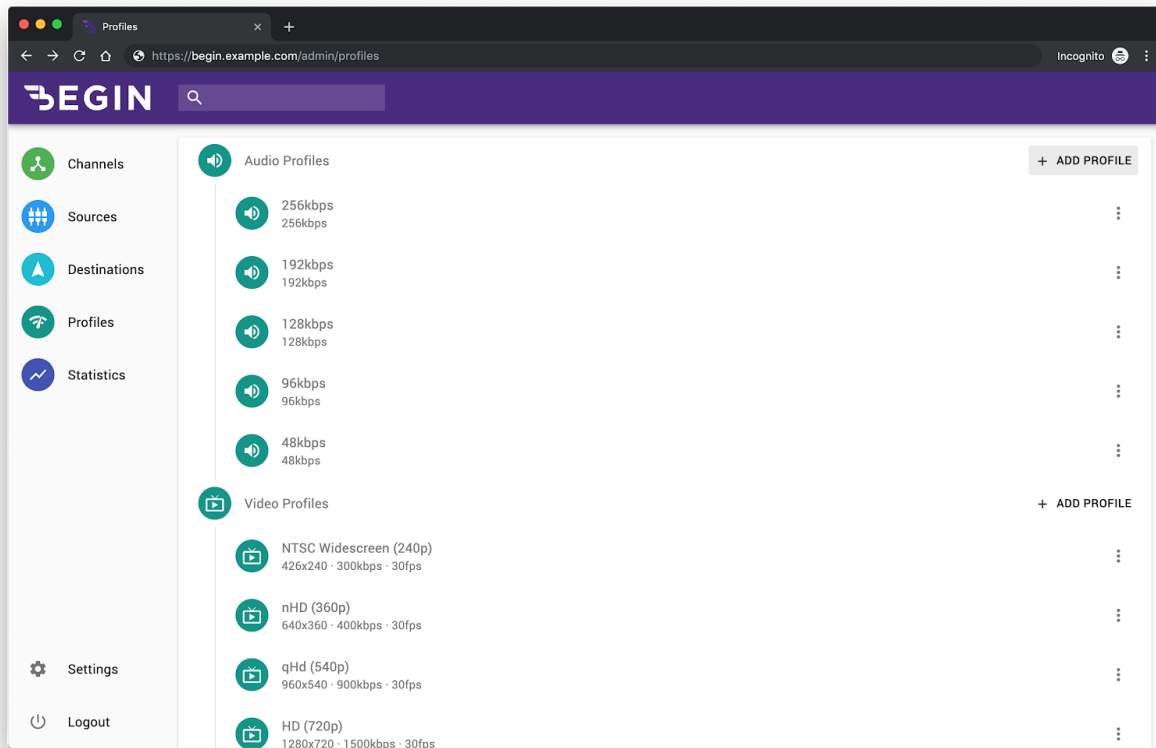 Profiles
https://begin.example.com/admin/profiles
Incognito
BEGIN
Channels
Sources
Destinations
Profiles
Statistics
Settings
Logout
Audio Profiles
+ ADD PROFILE
256kbps
256kbps
192kbps
192kbps
128kbps
128kbps
96kbps
96kbps
48kbps
48kbps
Video Profiles
+ ADD PROFILE
NTSC Widescreen (240p)
426x240 · 300kbps · 30fps
nHD (360p)
640x360 · 400kbps · 30fps
qHd (540p)
960x540 · 900kbps · 30fps
HD (720p)
1280x720 · 1500kbps · 30fps